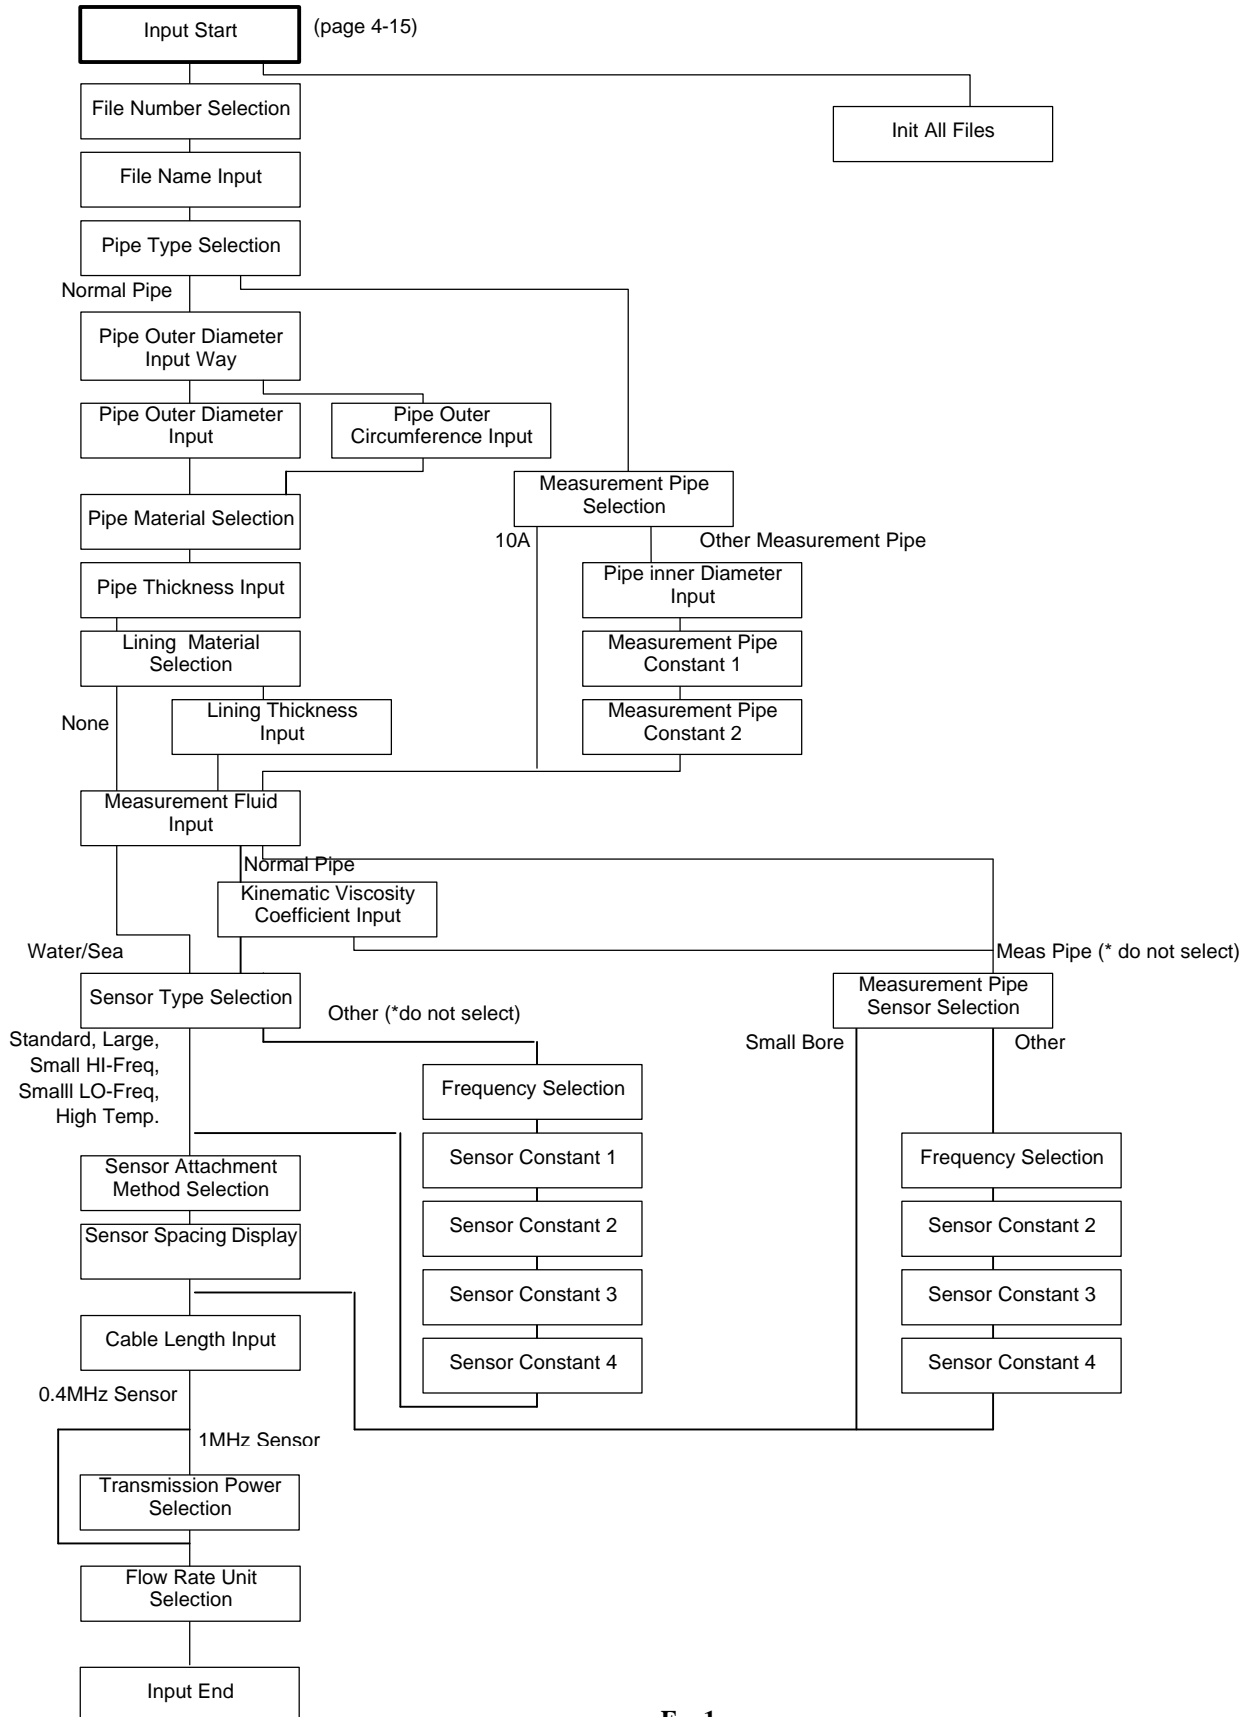 Input Start
(page 4-15)
File Number Selection
Init All Files
File Name Input
Pipe Type Selection
Normal Pipe
Pipe Outer Diameter
Input Way
Pipe Outer Diameter
Input
Pipe Outer
Circumference Input
Measurement Pipe
Selection
Pipe Material Selection
10A
Other Measurement Pipe
Pipe Thickness Input
Pipe inner Diameter
Input
Lining Material
Selection
Measurement Pipe
Constant 1
None
Lining Thickness
Input
Measurement Pipe
Constant 2
Measurement Fluid
Input
Normal Pipe
Kinematic Viscosity
Coefficient Input
Water/Sea
Meas Pipe (* do not select)
Sensor Type Selection
Other (*do not select)
Measurement Pipe
Sensor Selection
Standard, Large,
Small HI-Freq,
Smalll LO-Freq,
High Temp.
Small Bore
Other
Frequency Selection
Sensor Constant 1
Frequency Selection
Sensor Attachment
Method Selection
Sensor Spacing Display
Sensor Constant 2
Sensor Constant 2
Sensor Constant 3
Sensor Constant 3
Cable Length Input
Sensor Constant 4
Sensor Constant 4
0.4MHz Sensor
1MHz Sensor
Transmission Power
Selection
Flow Rate Unit
Selection
Input End